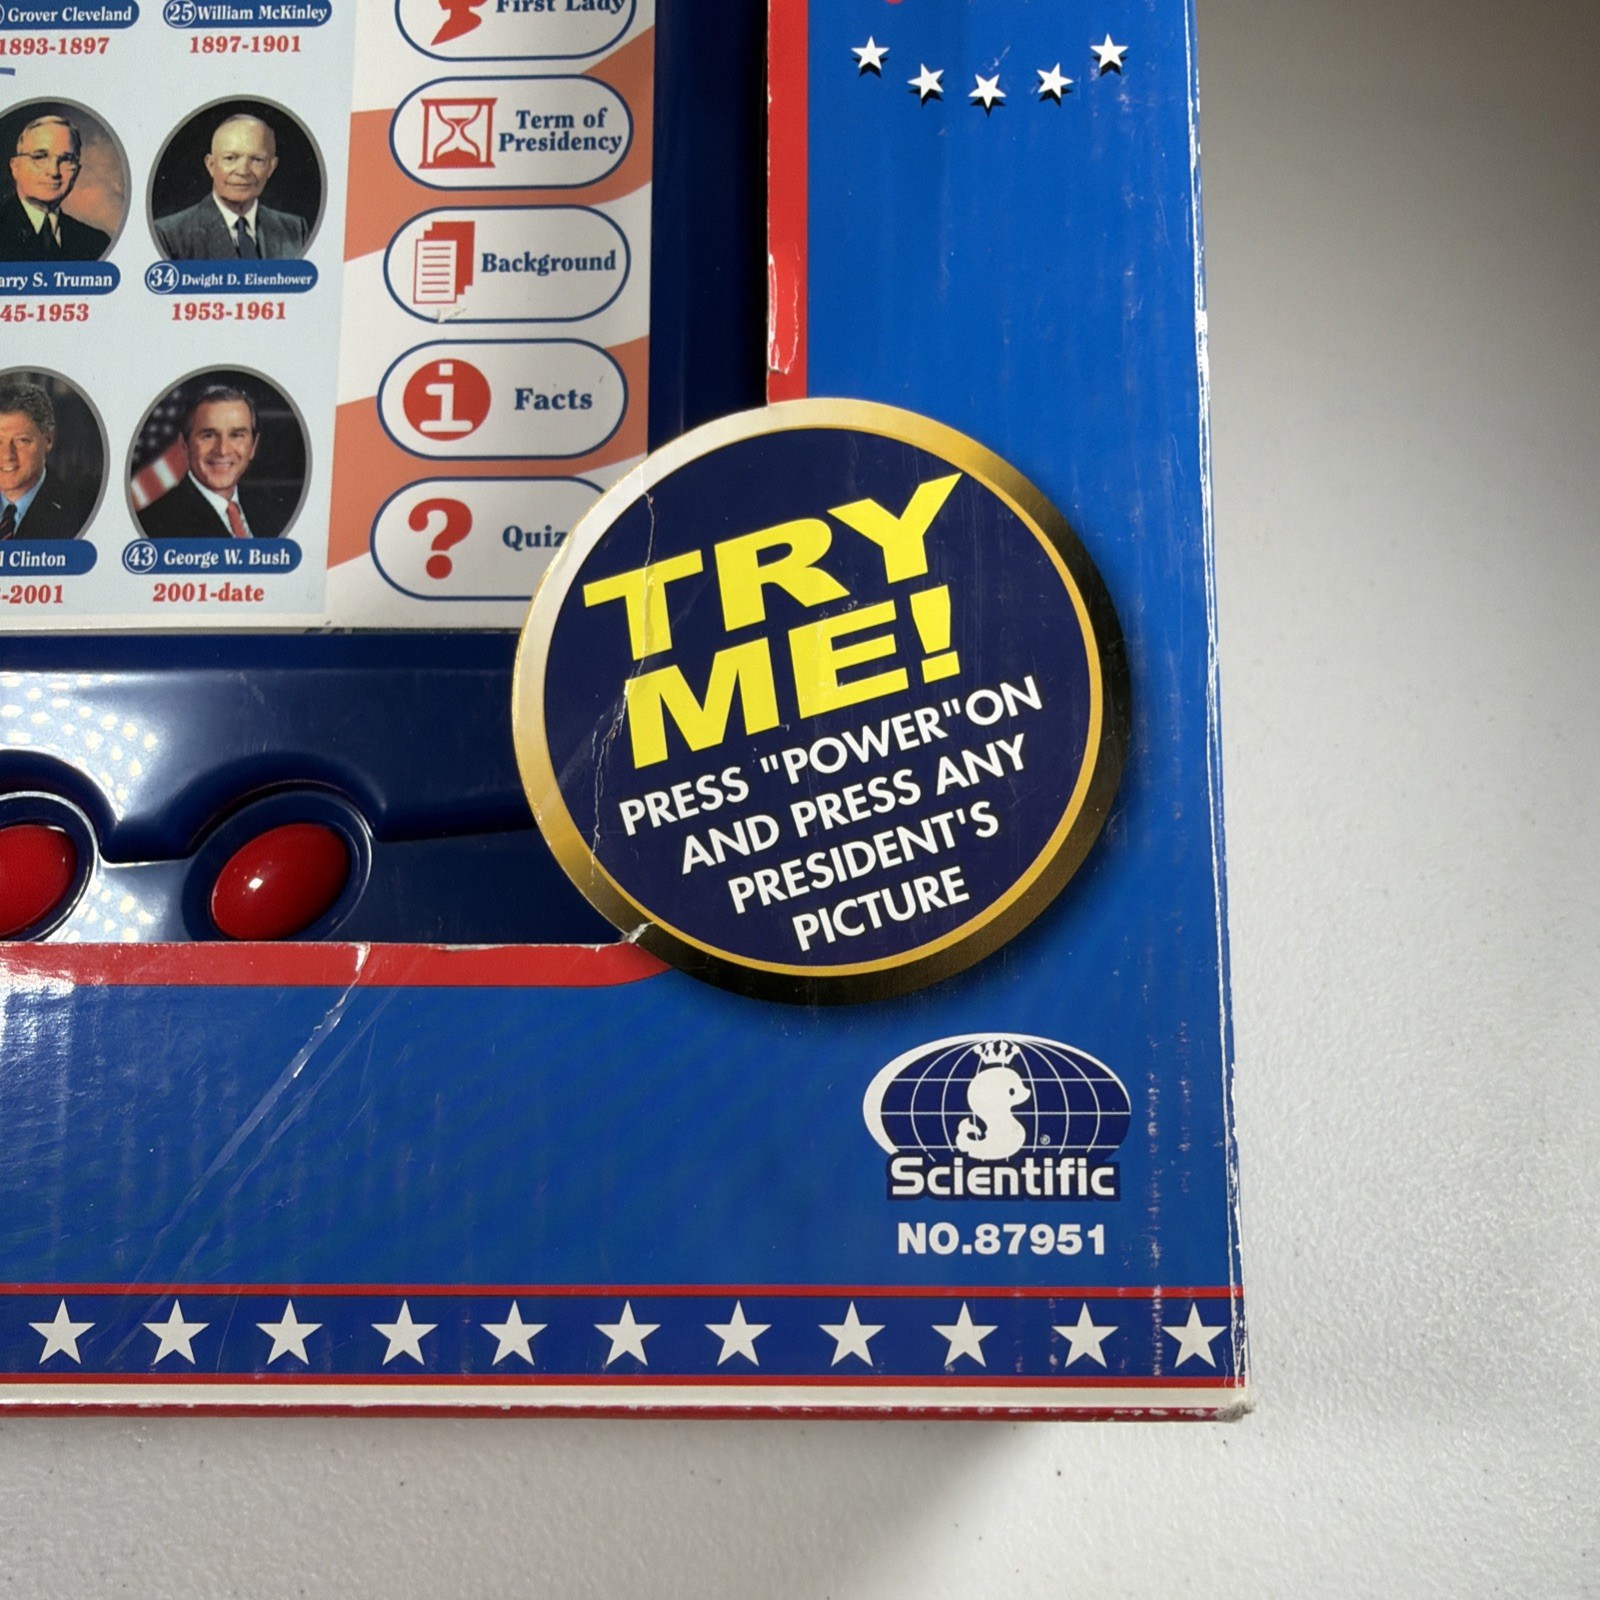 Grover Cleveland
1893-1897
25 William McKinley
1897-1901
First Lady
Term of
Presidency
arry S. Truman
45-1953
34 Dwight D. Eisenhower
1953-1961
Background
Facts
l Clinton
-2001
43 George W. Bush
2001-date
?
Quiz
TRY
ME!
PRESS "POWER" ON
AND PRESS ANY
PRESIDENT'S
PICTURE
®
Scientific
NO.87951